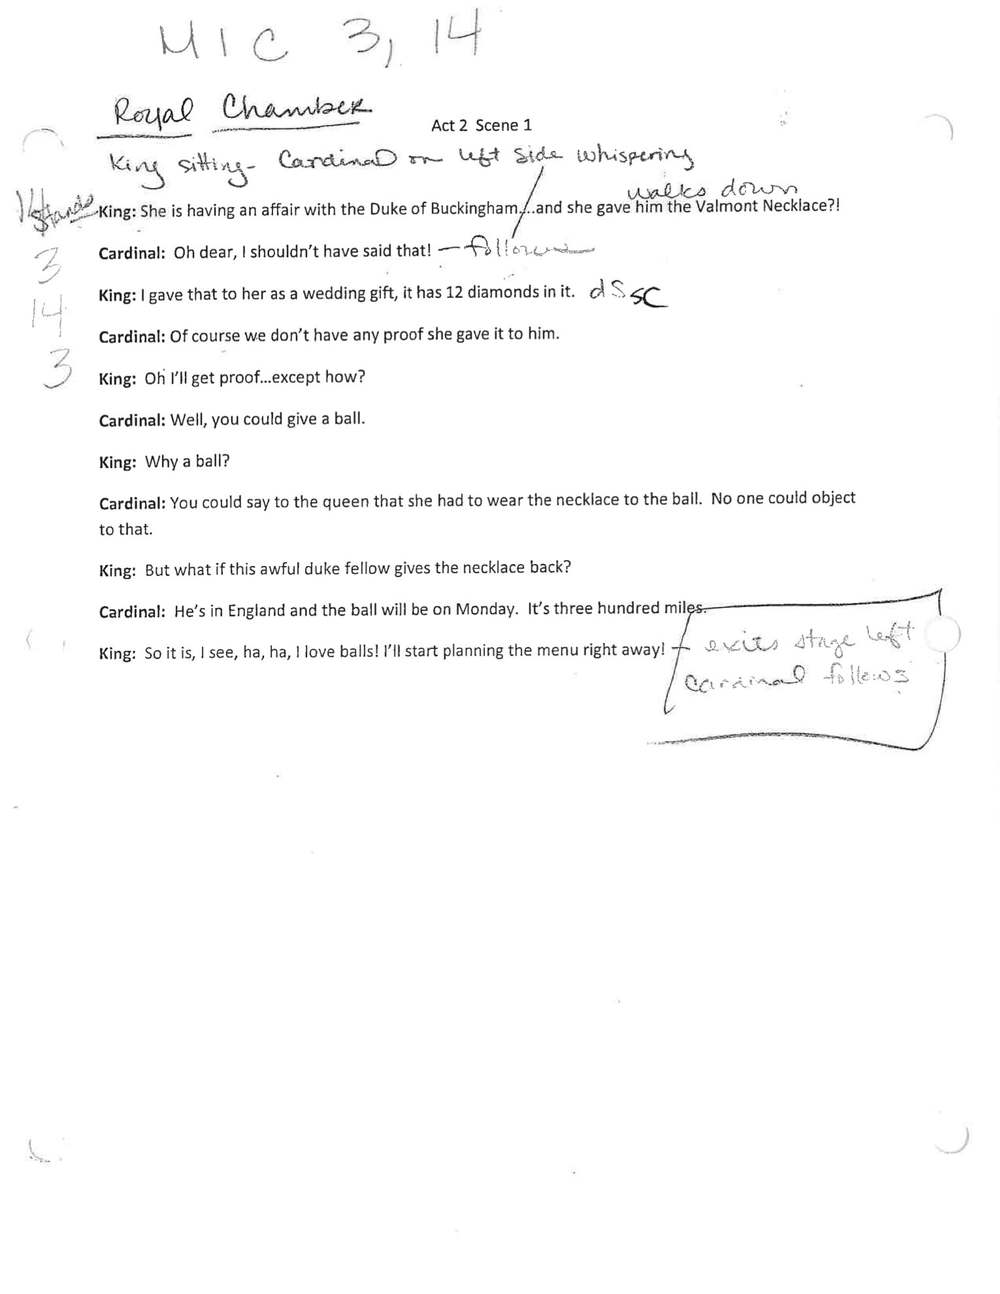 MIC 3, 14
Royal Chamber
Act 2 Scene 1
King sitting - Cardinal on left side whispering
walks down
Stands
King: She is having an affair with the Duke of Buckingham....and she gave him the Valmont Necklace?!
3
Cardinal: Oh dear, I shouldn't have said that! — follows
14
King: I gave that to her as a wedding gift, it has 12 diamonds in it. dS SC
Cardinal: Of course we don't have any proof she gave it to him.
3
King: Oh I'll get proof...except how?
Cardinal: Well, you could give a ball.
King: Why a ball?
Cardinal: You could say to the queen that she had to wear the necklace to the ball. No one could object
to that.
King: But what if this awful duke fellow gives the necklace back?
Cardinal: He's in England and the ball will be on Monday. It's three hundred miles.
King: So it is, I see, ha, ha, I love balls! I'll start planning the menu right away! — exits stage left
Cardinal follows